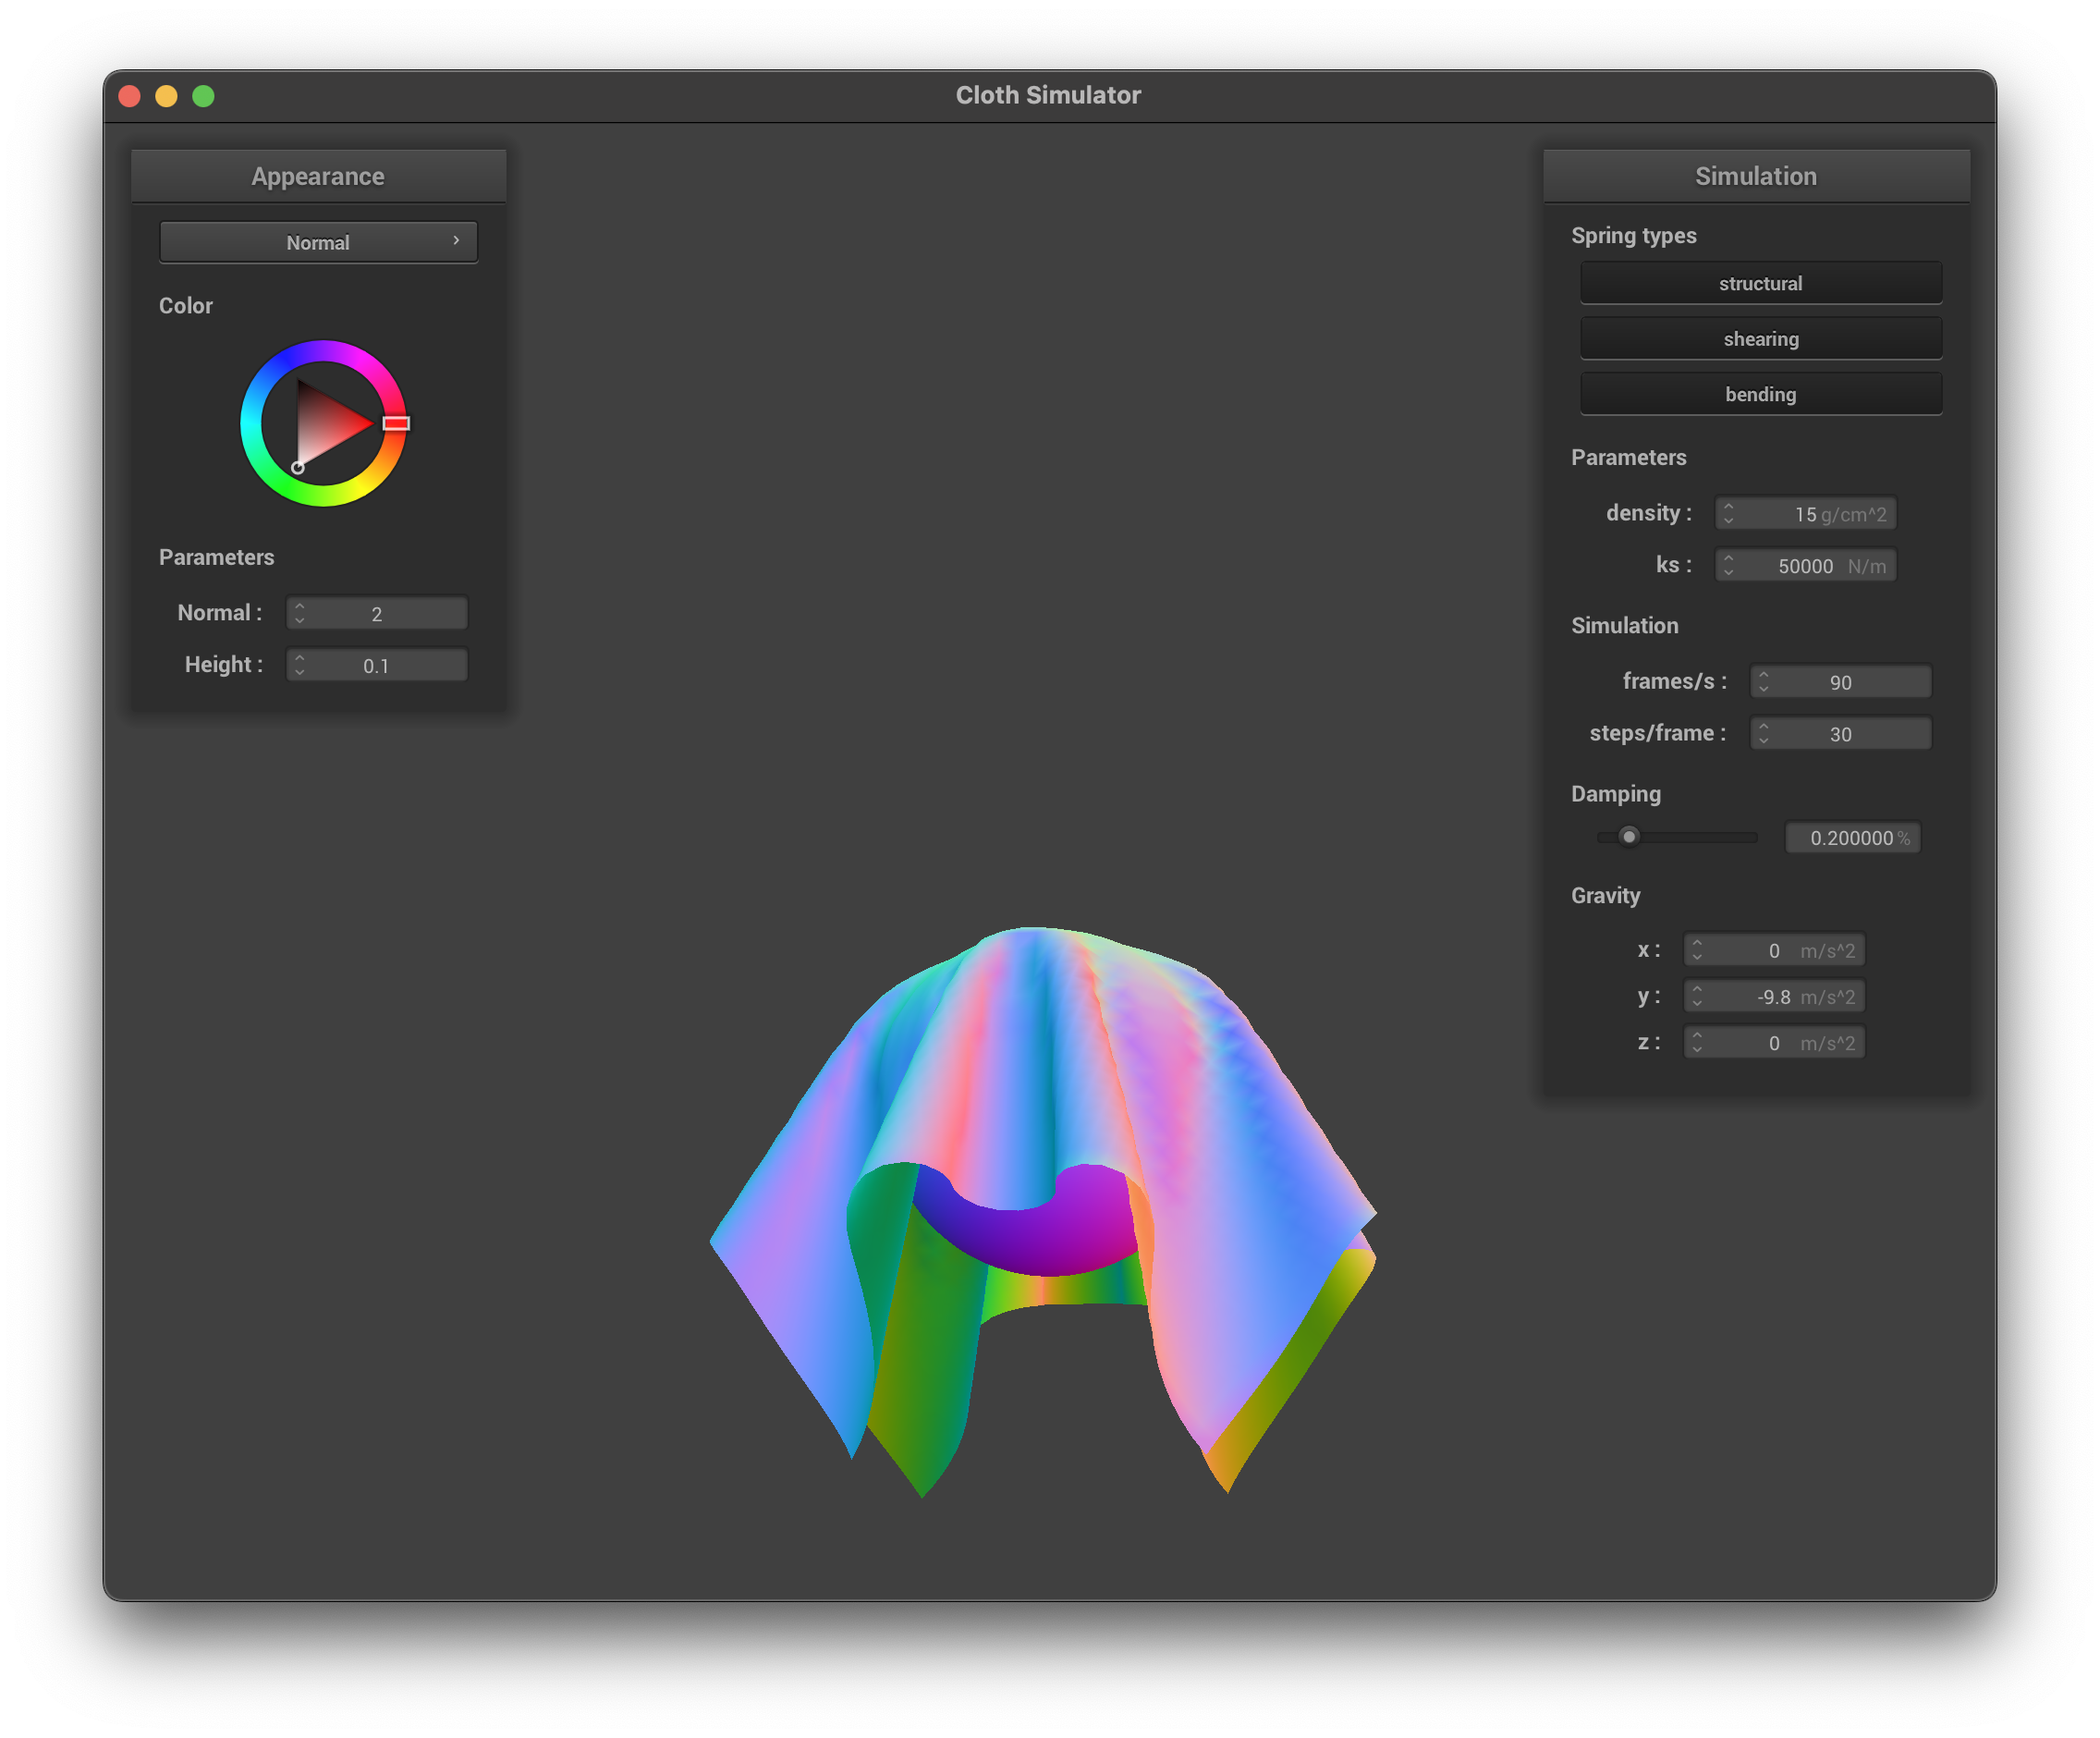 Cloth Simulator
Appearance
Normal
Color
Parameters
Normal : 2
Height : 0.1
Simulation
Spring types
structural
shearing
bending
Parameters
density : 15 g/cm^2
ks : 50000 N/m
Simulation
frames/s : 90
steps/frame : 30
Damping
0.200000 %
Gravity
x : 0 m/s^2
y : -9.8 m/s^2
z : 0 m/s^2